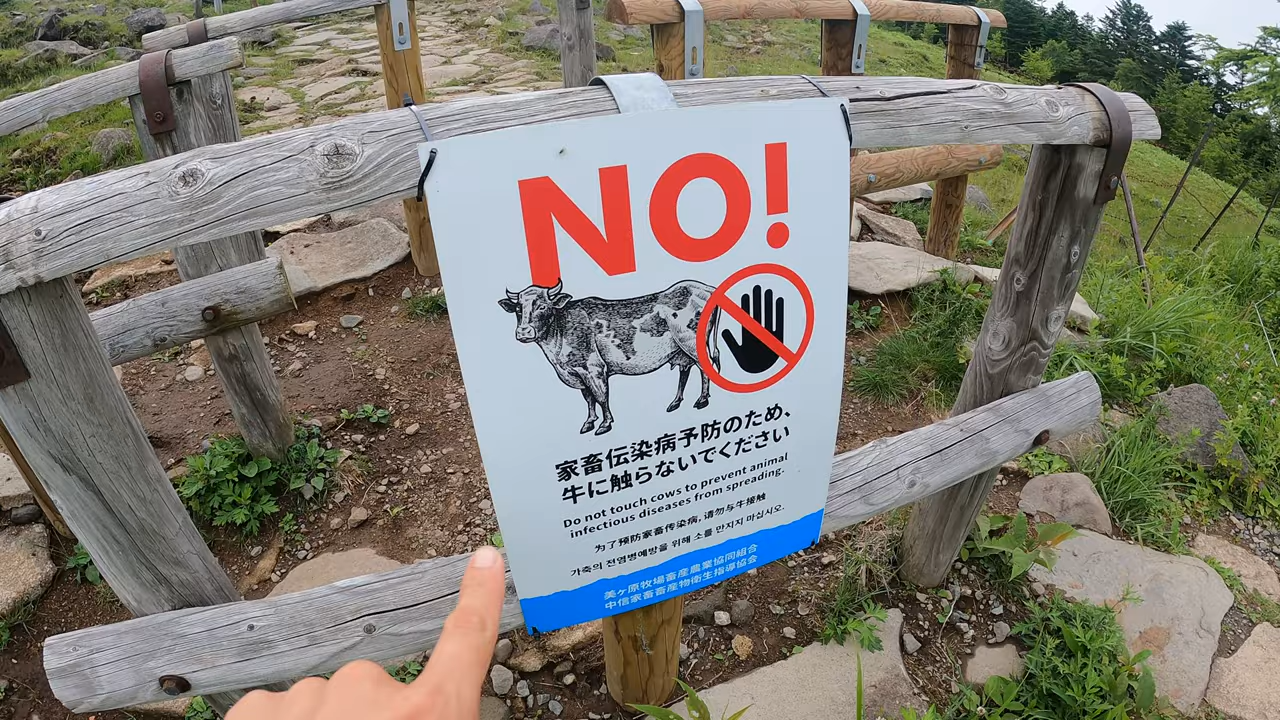 NO!
家畜伝染病予防のため、
牛に触らないでください
Do not touch cows to prevent animal
infectious diseases from spreading.
为了预防家畜传染病, 请勿与牛接触
가축의 전염병예방을 위해 소를 만지지 마십시오.
美ヶ原牧場畜産農業協同組合
中信家畜畜産物衛生指導協会